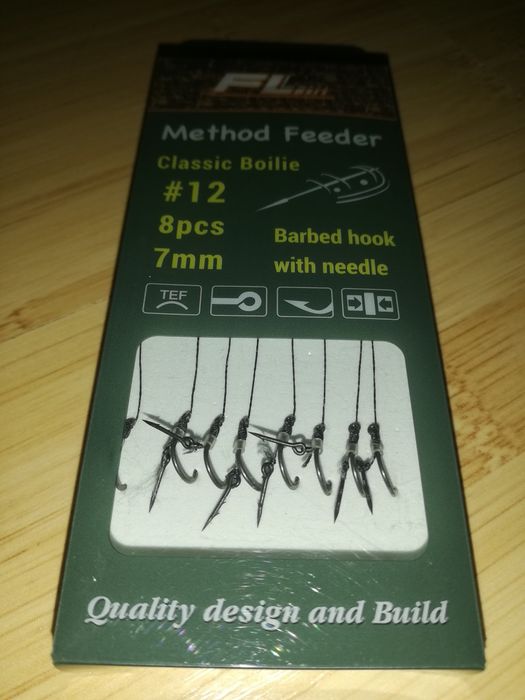 FL
Method Feeder
Classic Boilie
#12
8pcs
7mm
Barbed hook
with needle
TEF
Quality design and Build